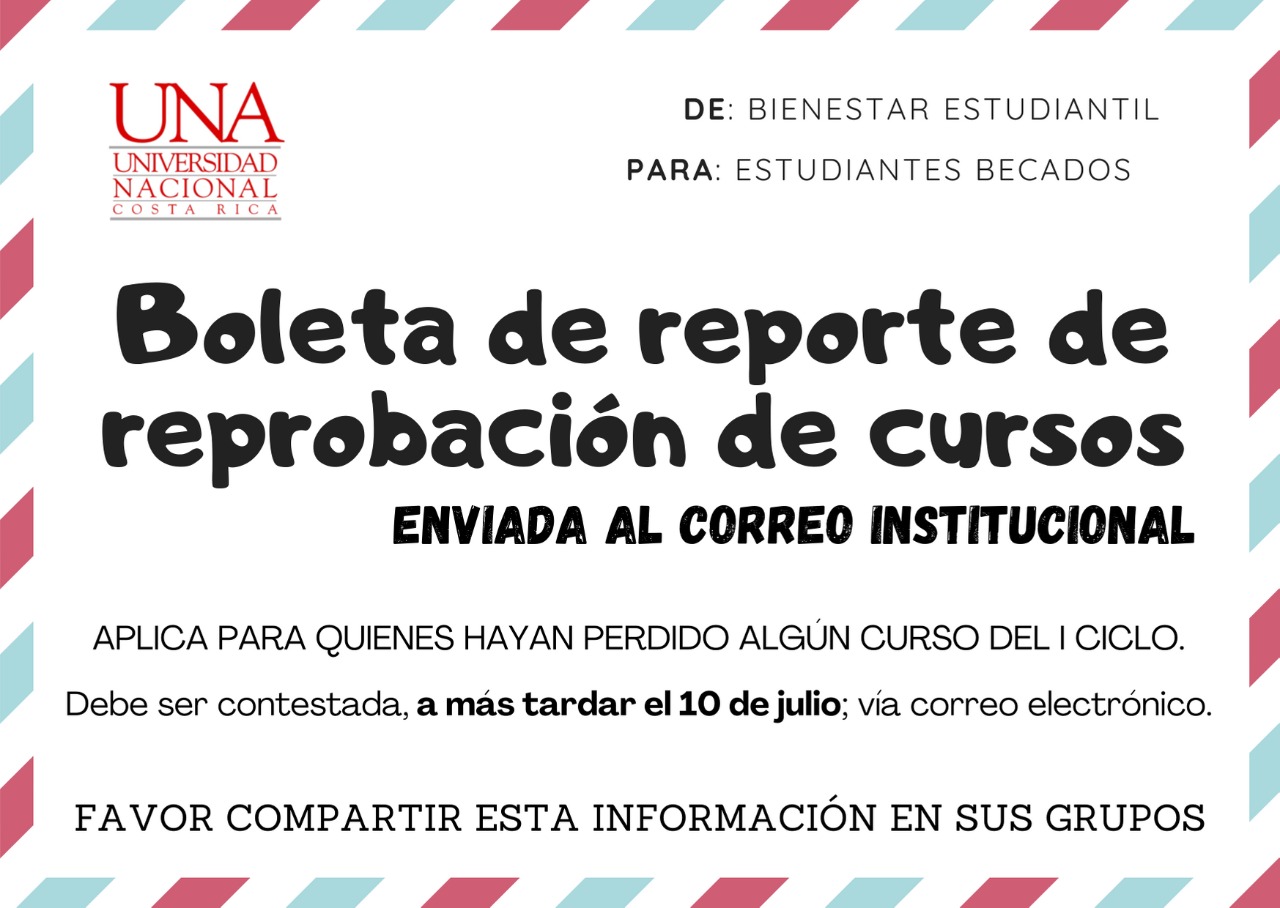 UNA
UNIVERSIDAD
NACIONAL
COSTA RICA
DE: BIENESTAR ESTUDIANTIL
PARA: ESTUDIANTES BECADOS
Boleta de reporte de
reprobación de cursos
ENVIADA AL CORREO INSTITUCIONAL
APLICA PARA QUIENES HAYAN PERDIDO ALGÚN CURSO DEL I CICLO.
Debe ser contestada, a más tardar el 10 de julio; vía correo electrónico.
FAVOR COMPARTIR ESTA INFORMACIÓN EN SUS GRUPOS